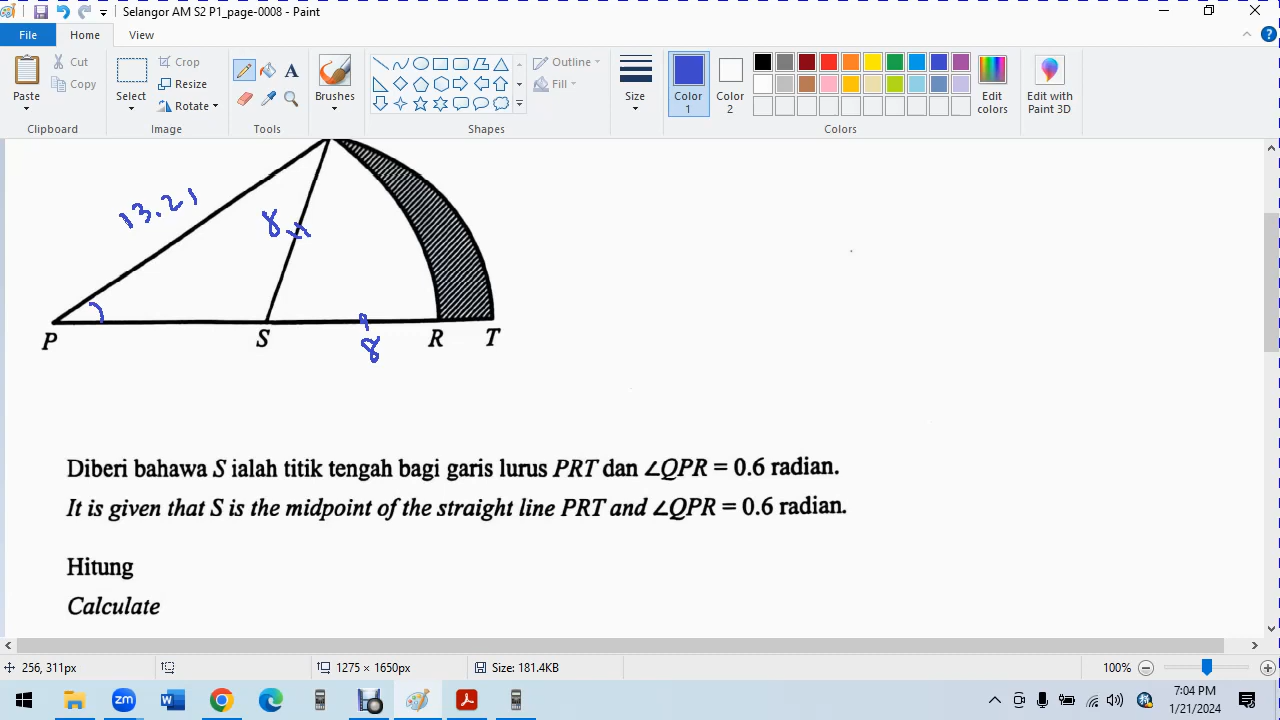 Selangor AM S2 P1_page-0008 - Paint
File Home View
Paste
Cut
Copy
Clipboard
Select
Crop
Resize
Rotate
Image
A
Tools
Brushes
Outline
Fill
Shapes
Size
Color 1
Color 2
Edit colors
Colors
Edit with Paint 3D
13.21
8
P S R T
8
Diberi bahawa S ialah titik tengah bagi garis lurus PRT dan ∠QPR = 0.6 radian.
It is given that S is the midpoint of the straight line PRT and ∠QPR = 0.6 radian.
Hitung
Calculate
256, 311px
1275 × 1650px
Size: 181.4KB
100%
zm
W
7:04 PM
1/21/2024